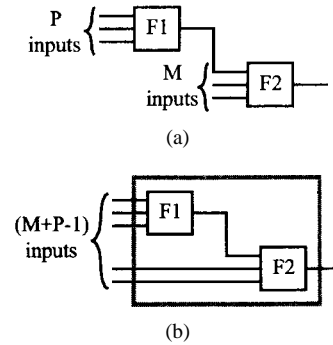 P
inputs
F1
M
inputs
F2
(a)
(M+P-1)
inputs
F1
F2
(b)